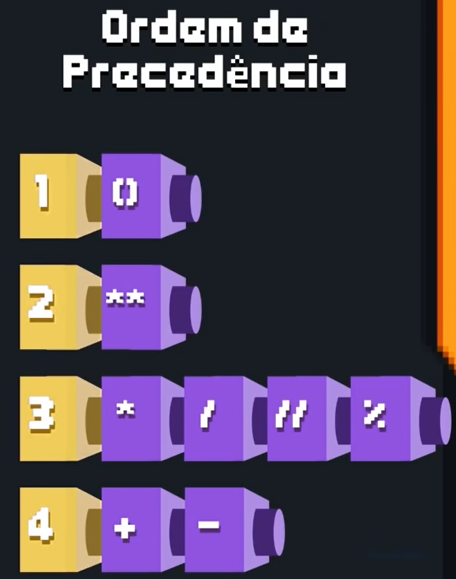 Ordem de
Precedência
1 ()
2 **
3 * / // %
4 + -